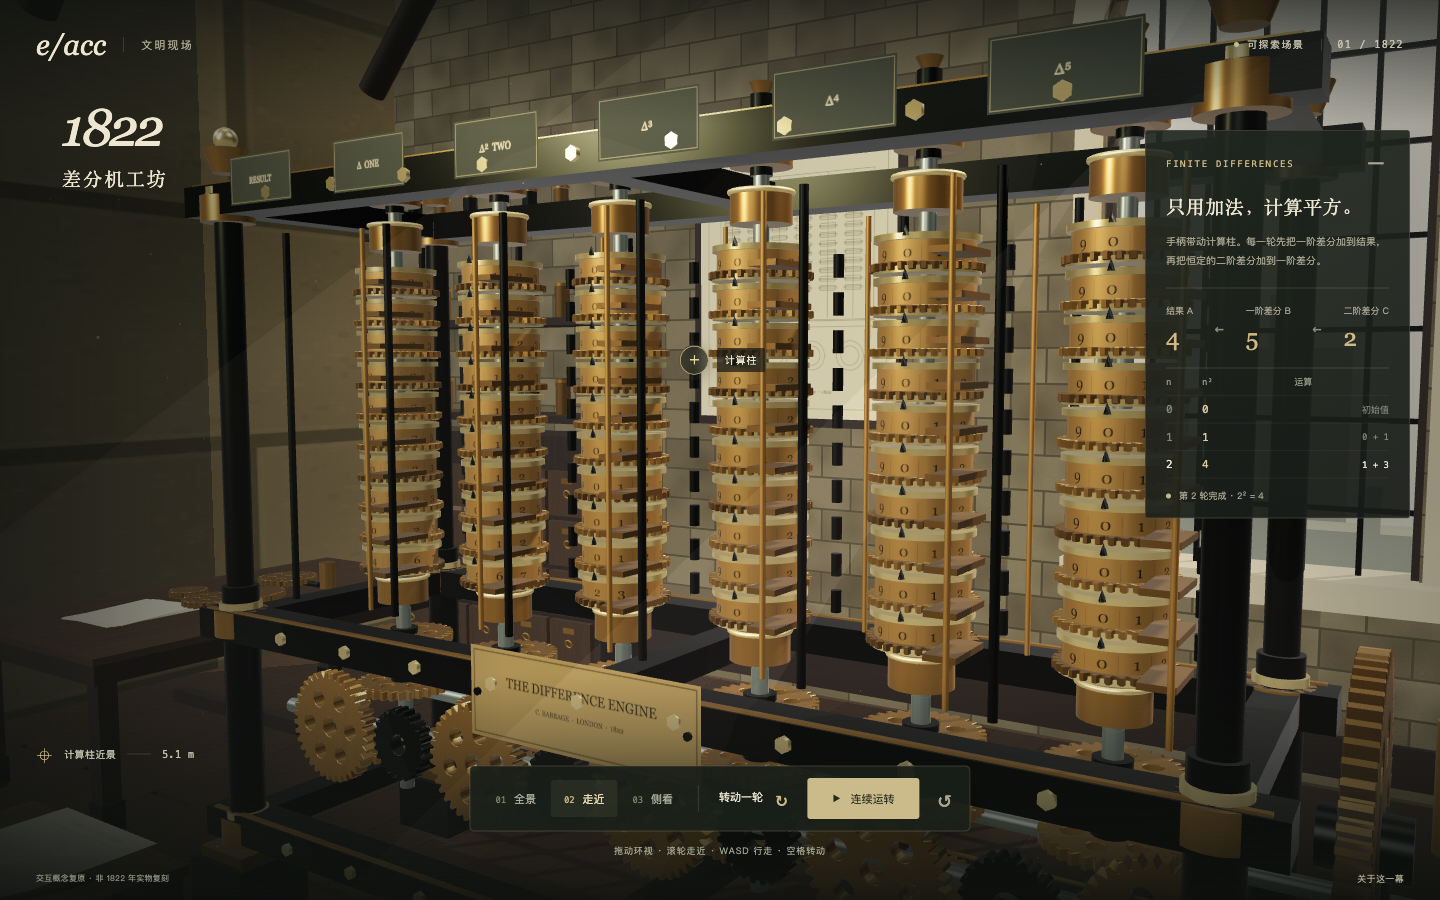 e/acc 文明现场
可探索场景 01 / 1822
1822
差分机工坊
RESULT
Δ ONE
Δ² TWO
Δ³
Δ⁴
Δ⁵
FINITE DIFFERENCES
只用加法，计算平方。
手柄带动计算柱。每一轮先把一阶差分加到结果，
再把恒定的二阶差分加到一阶差分。
结果 A 一阶差分 B 二阶差分 C
4 ← 5 ← 2
n n² 运算
0 0 初始值
1 1 0 + 1
2 4 1 + 3
第 2 轮完成 · 2² = 4
计算柱
THE DIFFERENCE ENGINE
C. BABBAGE · LONDON · 1822
计算柱近景 5.1 m
01 全景 02 走近 03 侧看 转动一轮 ↻ 连续运转 ↺
拖动环视 · 滚轮走近 · WASD 行走 · 空格转动
交互概念复原 · 非 1822 年实物复刻
关于这一幕